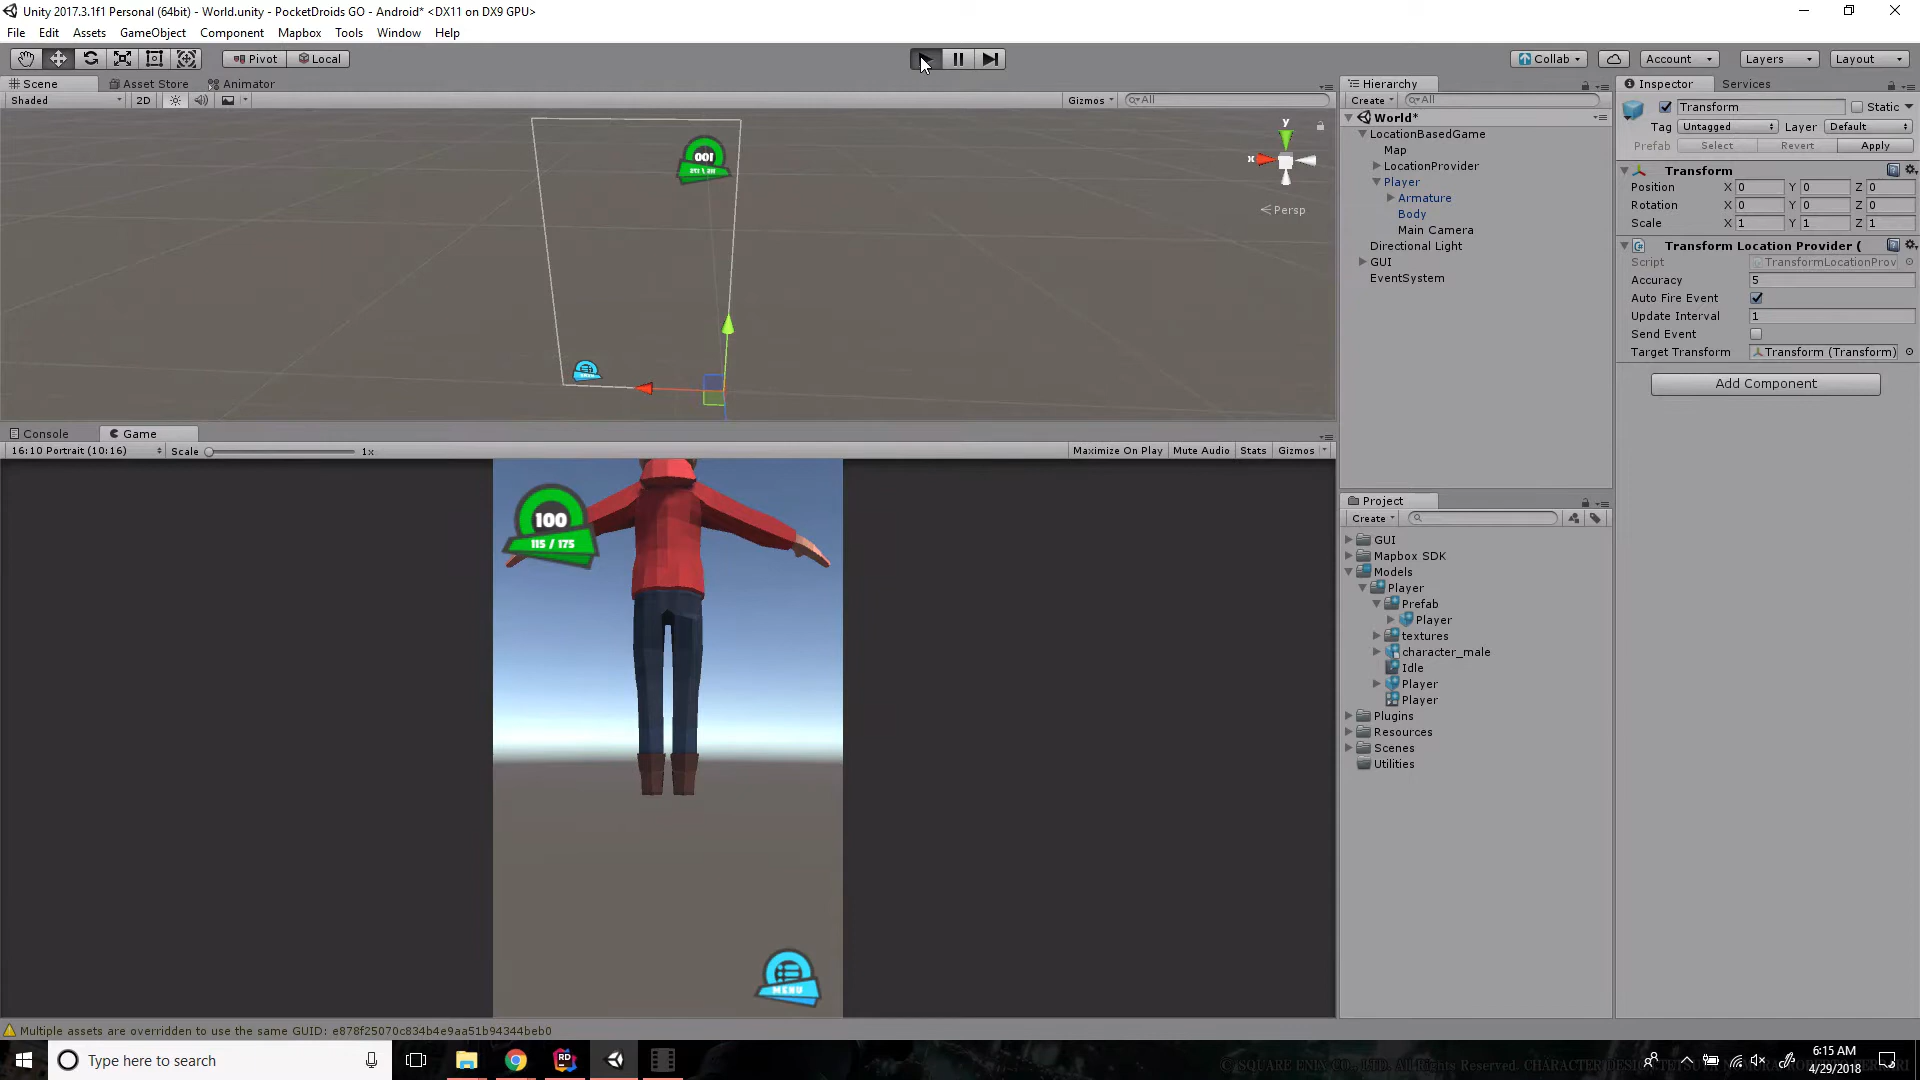 Unity 2017.3.1f1 Personal (64bit) - World.unity - PocketDroids GO - Android* <DX11 on DX9 GPU>
File Edit Assets GameObject Component Mapbox Tools Window Help
Pivot Local Collab Account Layers Layout
Scene Asset Store Animator
Shaded 2D Gizmos All
y
x
Persp
100
Console Game
16:10 Portrait (10:16) Scale 1x Maximize On Play Mute Audio Stats Gizmos
100
115 / 175
MENU
Hierarchy
Create All
World*
LocationBasedGame
Map
LocationProvider
Player
Armature
Body
Main Camera
Directional Light
GUI
EventSystem
Project
Create
GUI
Mapbox SDK
Models
Player
Prefab
Player
textures
character_male
Idle
Player
Player
Plugins
Resources
Scenes
Utilities
Inspector Services
Transform Static
Tag Untagged Layer Default
Prefab Select Revert Apply
Transform
Position X 0 Y 0 Z 0
Rotation X 0 Y 0 Z 0
Scale X 1 Y 1 Z 1
Transform Location Provider (
Script TransformLocationProv
Accuracy 5
Auto Fire Event
Update Interval 1
Send Event
Target Transform Transform (Transform)
Add Component
Multiple assets are overridden to use the same GUID: e878f25070c834b4e9aa51b94344beb0
Type here to search
RD
6:15 AM
4/29/2018